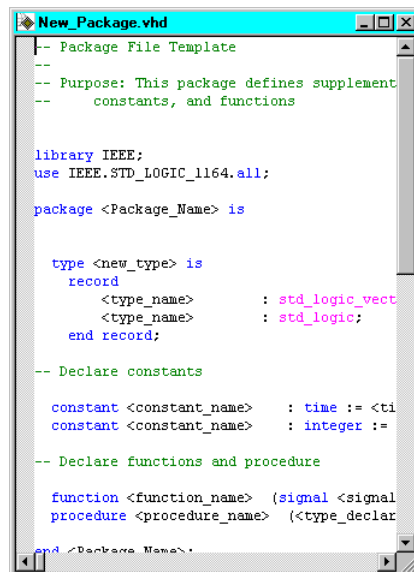 New_Package.vhd
-- Package File Template
--
-- Purpose: This package defines supplement
--      constants, and functions
library IEEE;
use IEEE.STD_LOGIC_1164.all;
package <Package_Name> is
type <new_type> is
record
<type_name>        : std_logic_vect
<type_name>        : std_logic;
end record;
-- Declare constants
constant <constant_name>    : time := <ti
constant <constant_name>    : integer :=
-- Declare functions and procedure
function <function_name>  (signal <signal
procedure <procedure_name>  (<type_declar
end <Package_Name>;